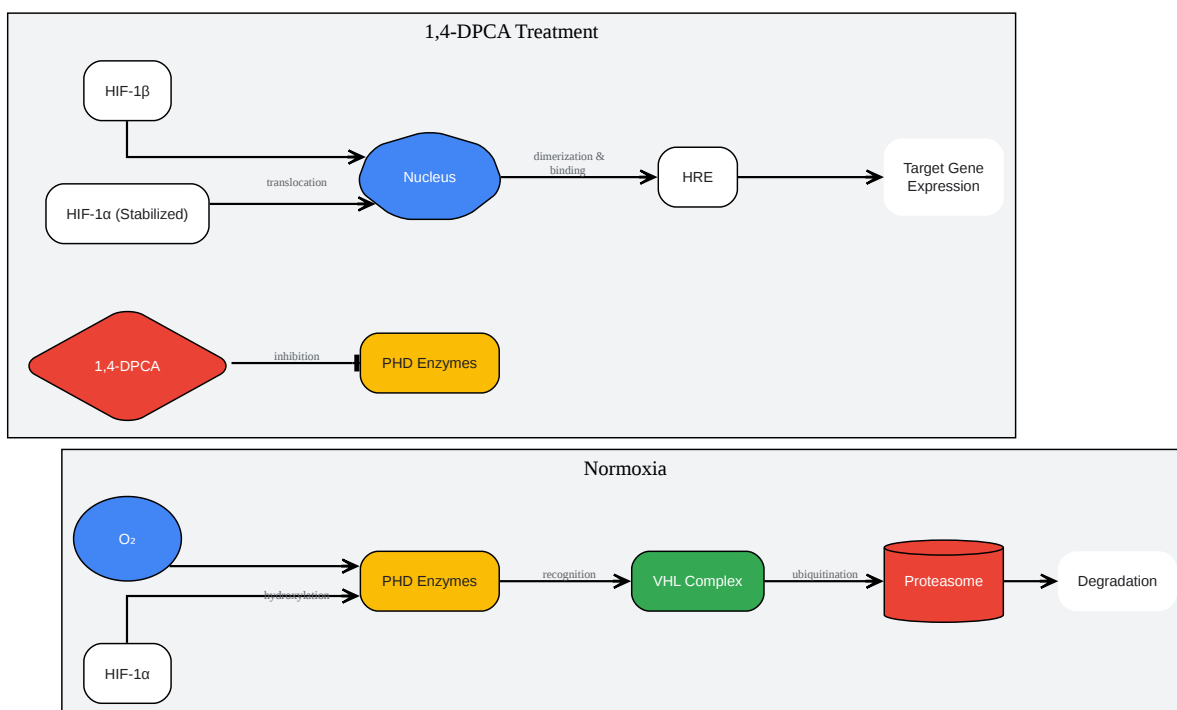 1,4-DPCA Treatment
HIF-1β
translocation
HIF-1α (Stabilized)
Nucleus
dimerization &
binding
HRE
Target Gene
Expression
1,4-DPCA
inhibition
PHD Enzymes
Normoxia
O₂
hydroxylation
HIF-1α
PHD Enzymes
recognition
VHL Complex
ubiquitination
Proteasome
Degradation